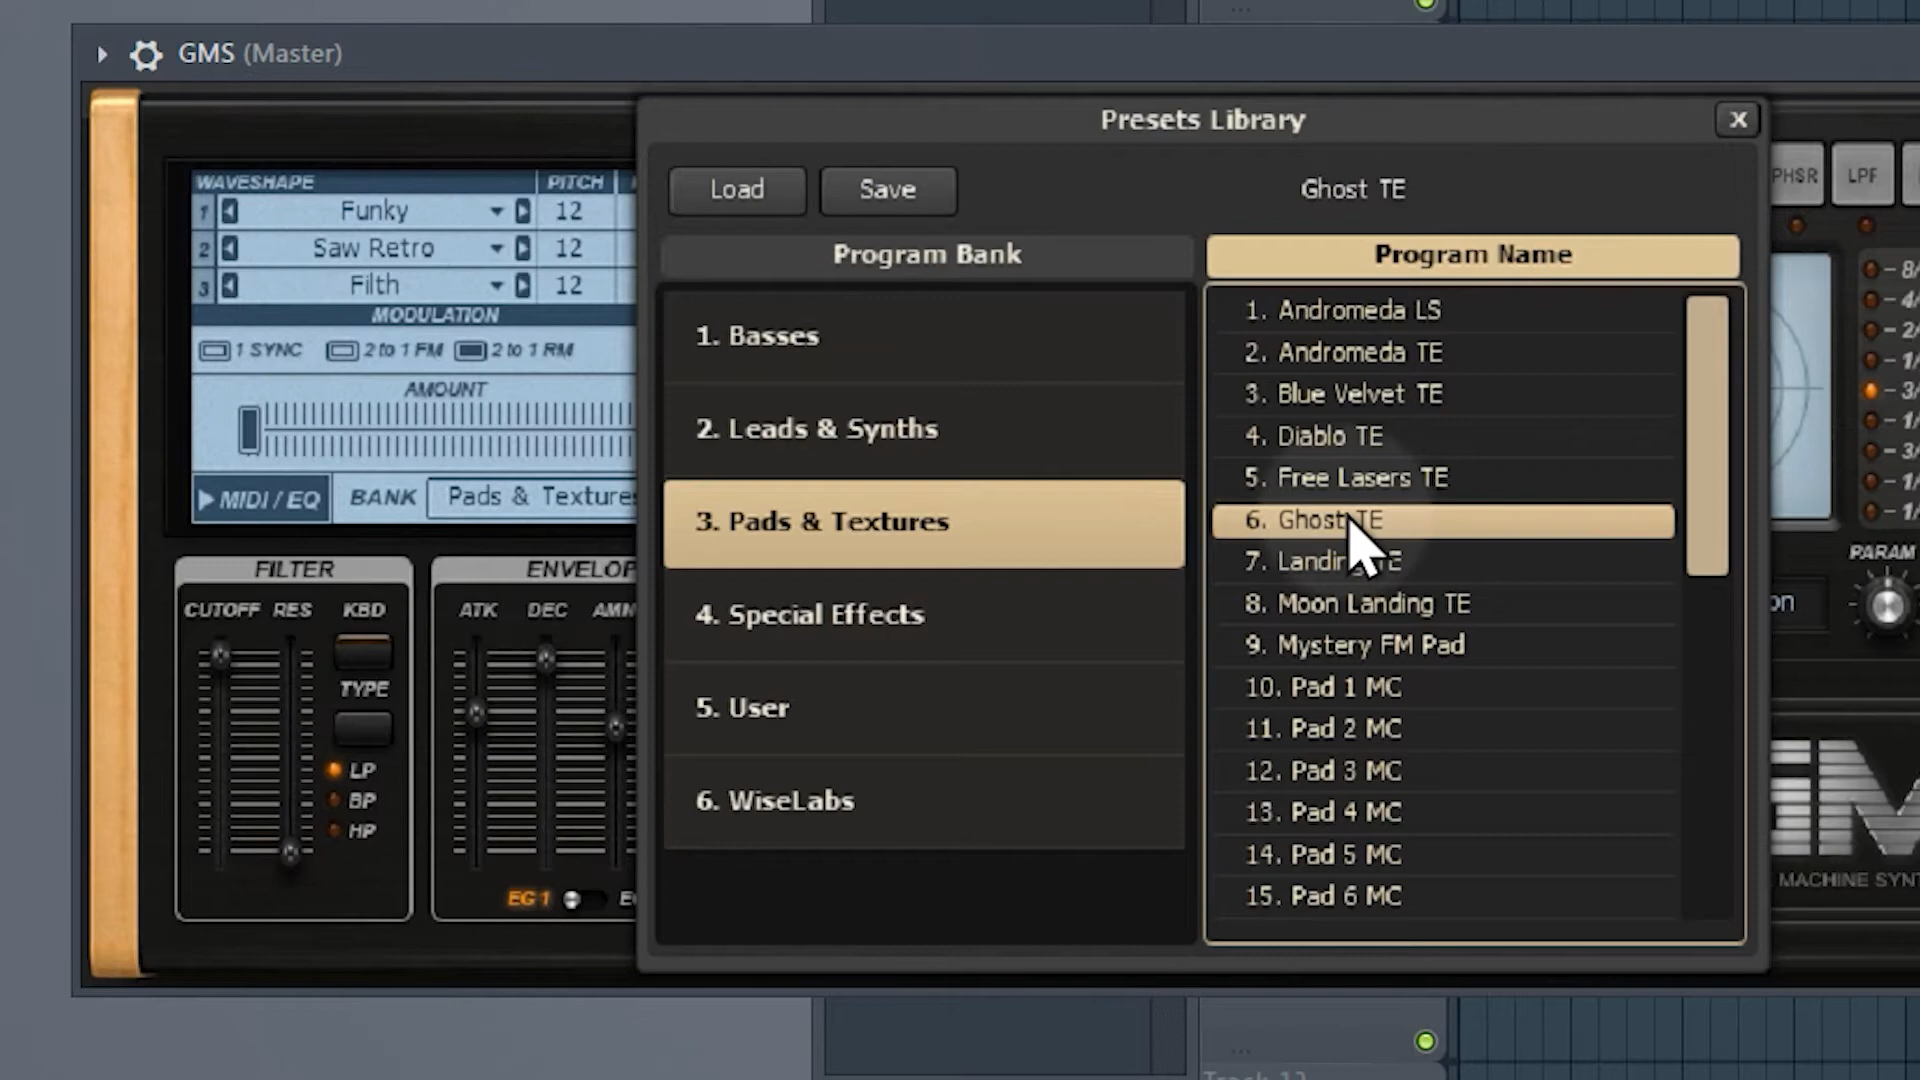 GMS (Master)
Presets Library
X
Load
Save
Ghost TE
PHSR
LPF
WAVESHAPE
PITCH
1 Funky 12
2 Saw Retro 12
3 Filth 12
MODULATION
1 SYNC 2 to 1 FM 2 to 1 RM
AMOUNT
MIDI / EQ BANK Pads & Textures
Program Bank
1. Basses
2. Leads & Synths
3. Pads & Textures
4. Special Effects
5. User
6. WiseLabs
Program Name
1. Andromeda LS
2. Andromeda TE
3. Blue Velvet TE
4. Diablo TE
5. Free Lasers TE
6. Ghost TE
7. Landing TE
8. Moon Landing TE
9. Mystery FM Pad
10. Pad 1 MC
11. Pad 2 MC
12. Pad 3 MC
13. Pad 4 MC
14. Pad 5 MC
15. Pad 6 MC
FILTER
CUTOFF RES KBD
TYPE
LP
BP
HP
ENVELOP
ATK DEC
EG 1
PARAM
MACHINE